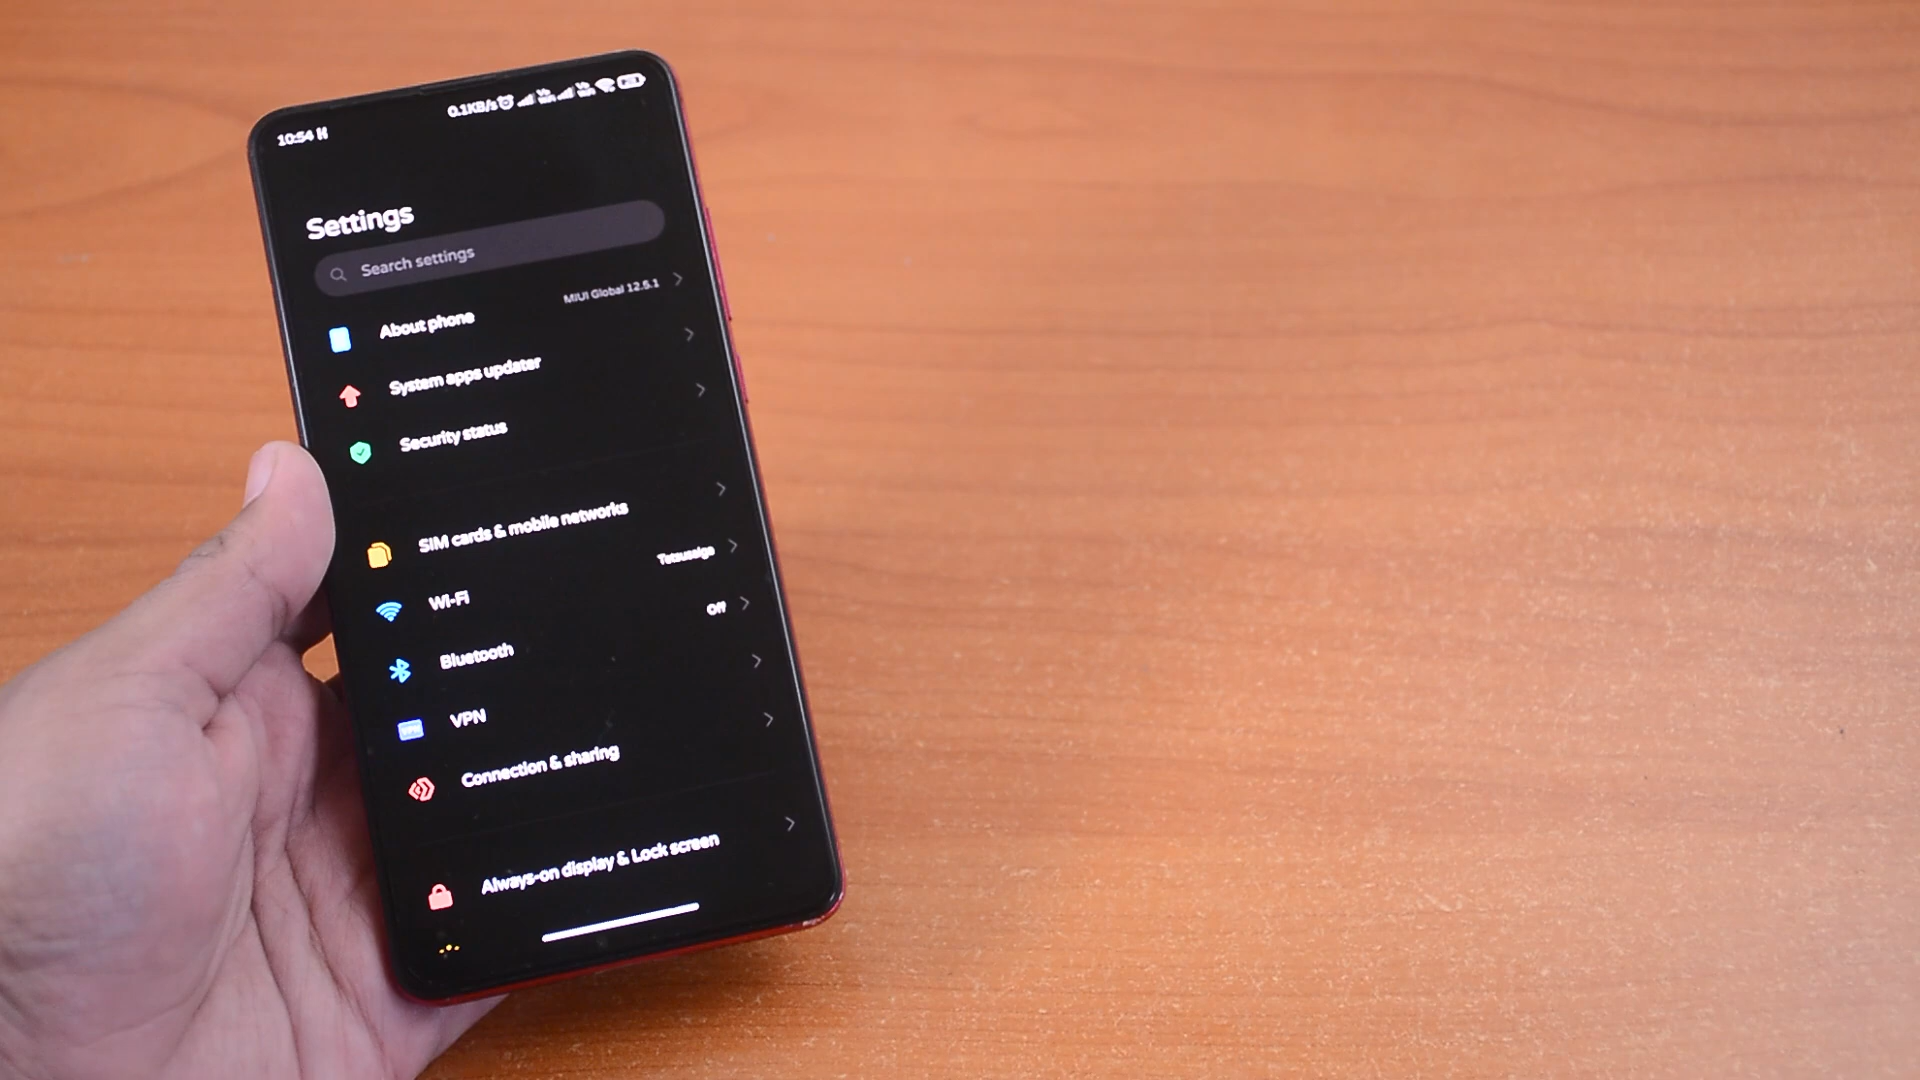 10:54
0.1KB/s
Settings
Search settings
About phone
MIUI Global 12.5.1
System apps updater
Security status
SIM cards & mobile networks
Wi-Fi
Tetsusaiga
Bluetooth
Off
VPN
Connection & sharing
Always-on display & Lock screen